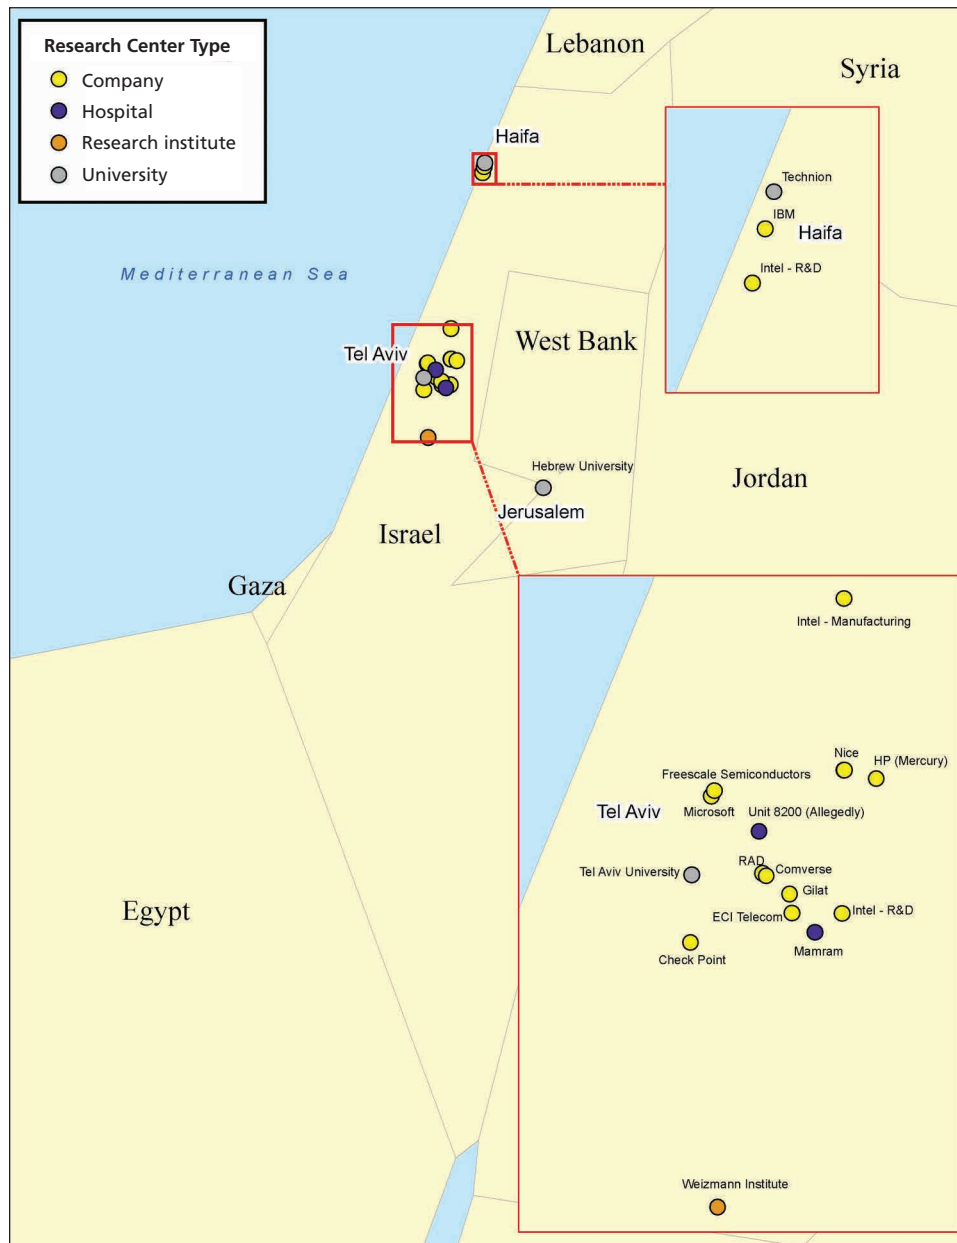 Research Center Type
Company
Hospital
Research institute
University
Lebanon
Syria
Haifa
Technion
IBM
Haifa
Intel - R&D
Mediterranean Sea
West Bank
Tel Aviv
Hebrew University
Jerusalem
Jordan
Israel
Gaza
Egypt
Intel - Manufacturing
Nice
HP (Mercury)
Freescale Semiconductors
Microsoft
Tel Aviv
Unit 8200 (Allegedly)
RAD
Comverse
Tel Aviv University
Gilat
ECI Telecom
Intel - R&D
Mamram
Check Point
Weizmann Institute